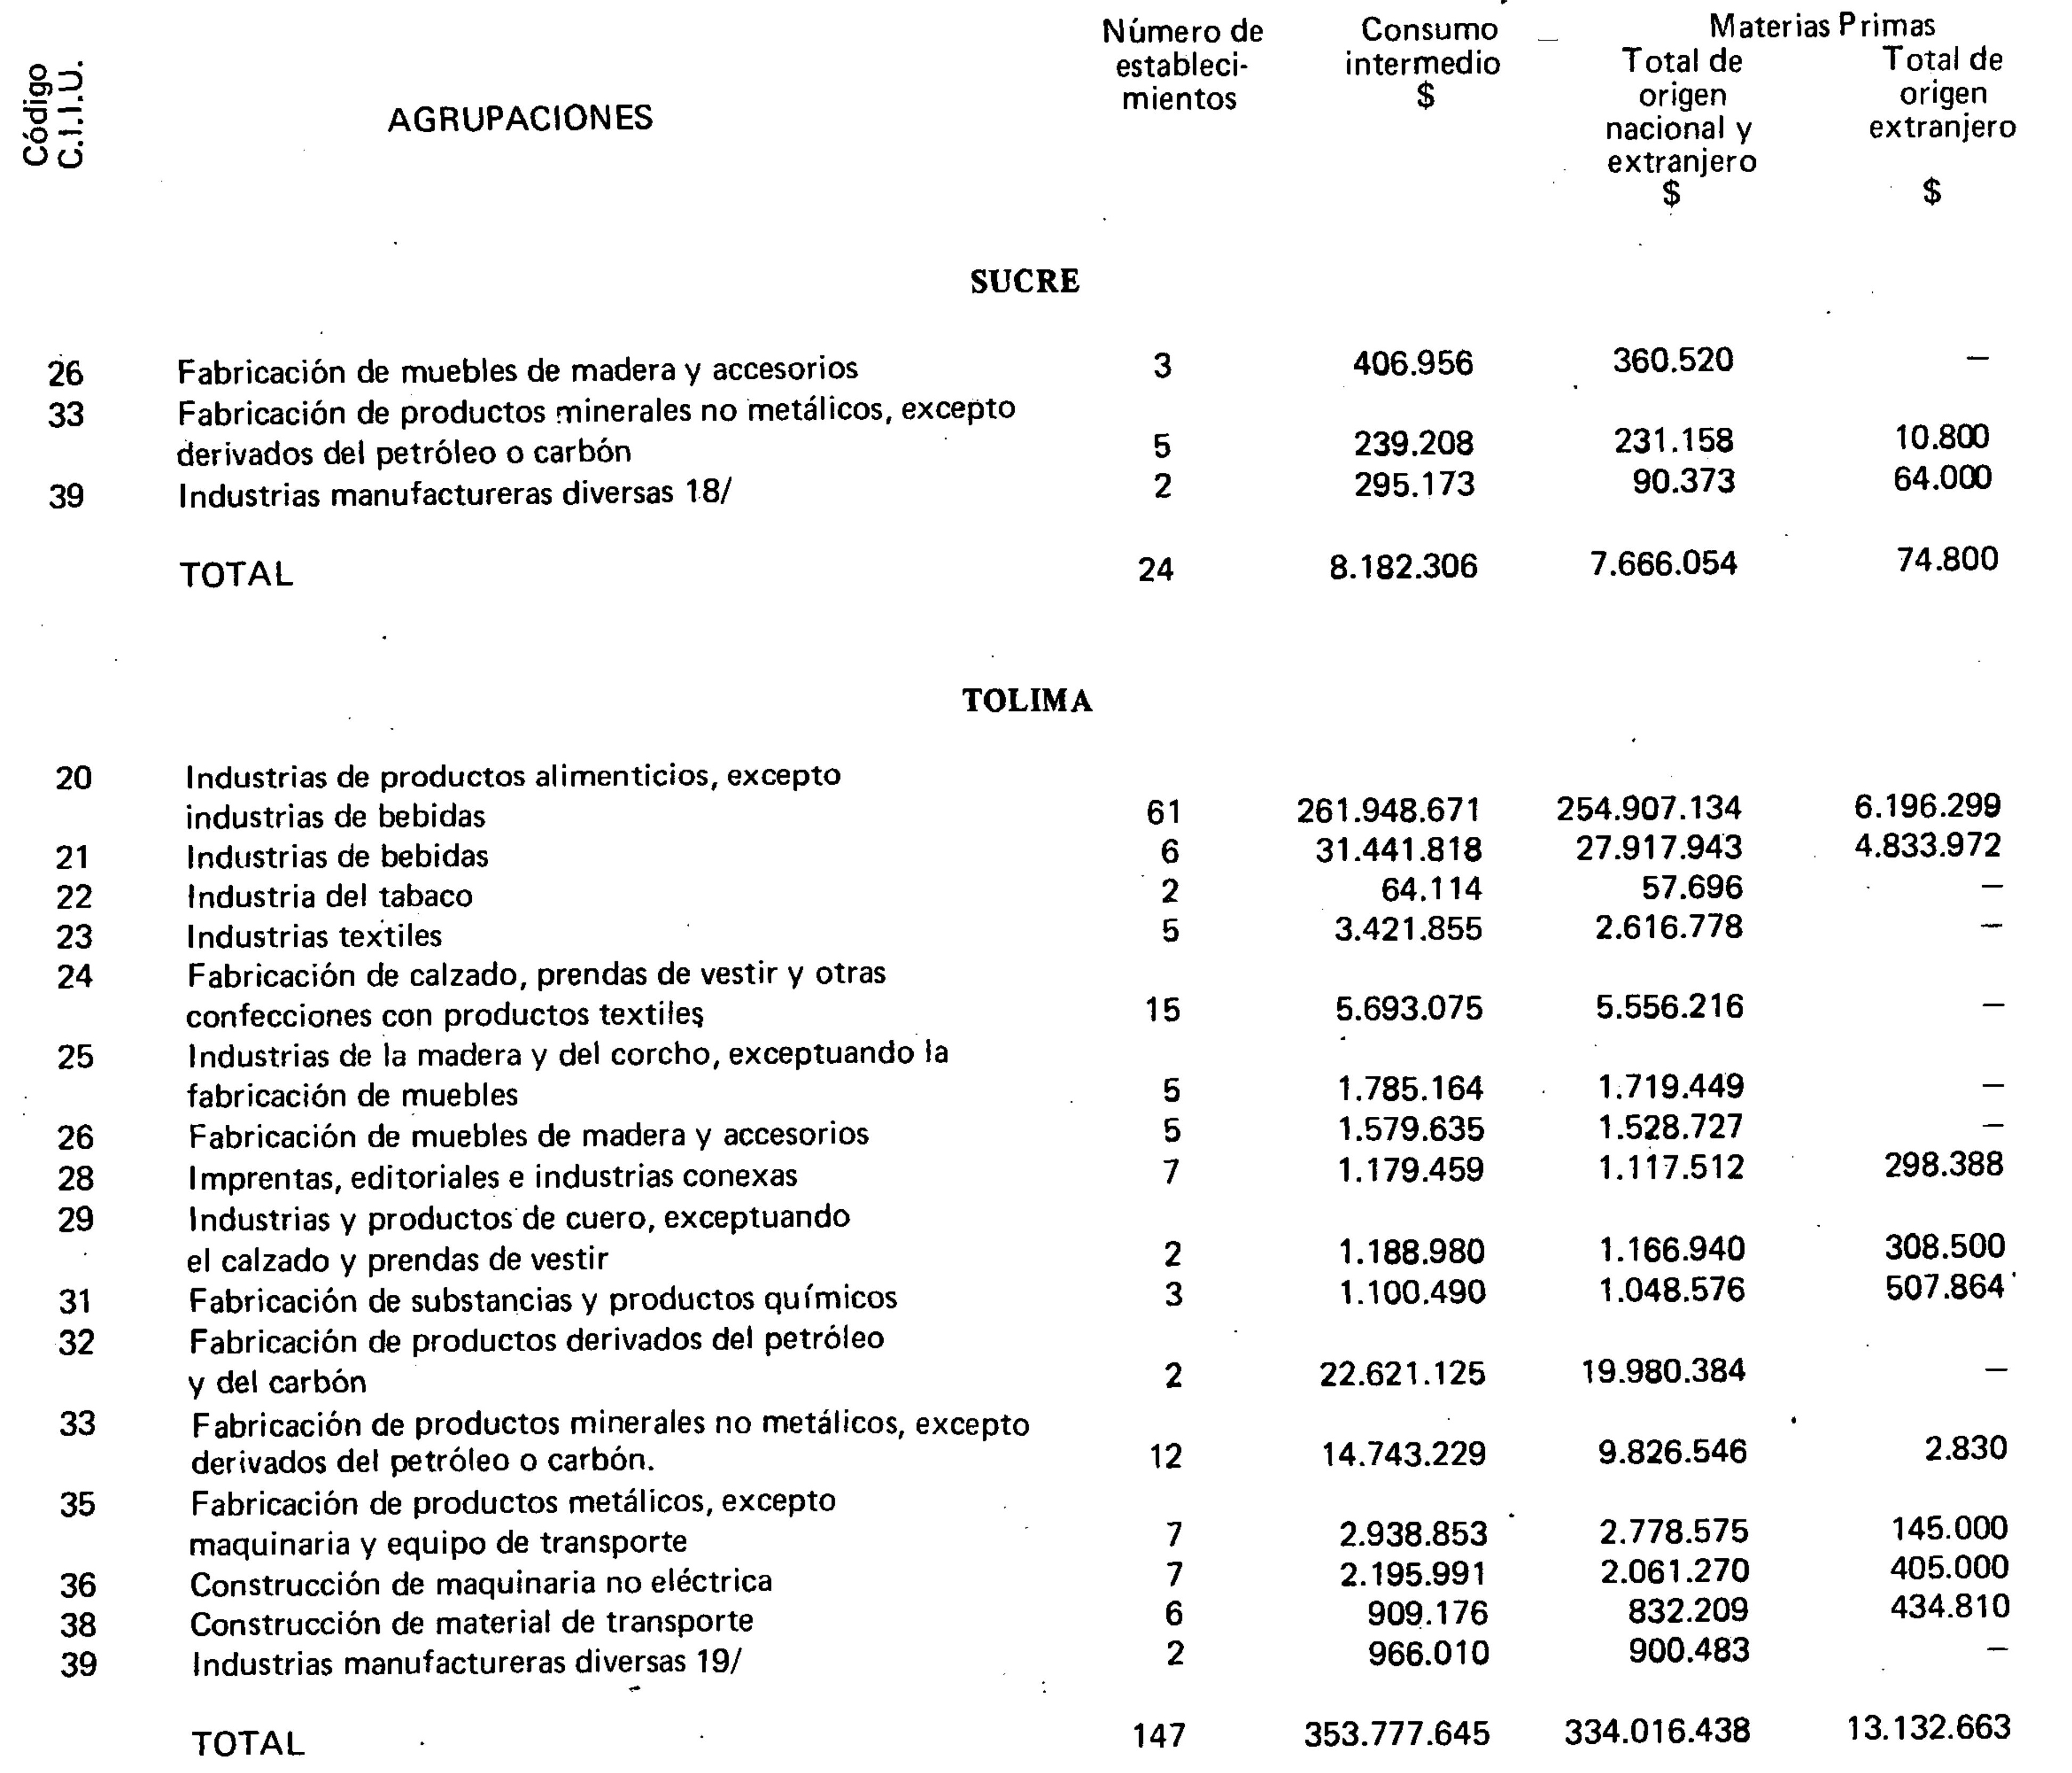 Código
C.I.I.U.
AGRUPACIONES
Número de
estableci-
mientos
Consumo
intermedio
$
Materias Primas
Total de
origen
nacional y
extranjero
$
Total de
origen
extranjero
$
SUCRE
26 Fabricación de muebles de madera y accesorios 3 406.956 360.520 —
33 Fabricación de productos minerales no metálicos, excepto
derivados del petróleo o carbón 5 239.208 231.158 10.800
39 Industrias manufactureras diversas 18/ 2 295.173 90.373 64.000
TOTAL 24 8.182.306 7.666.054 74.800
TOLIMA
20 Industrias de productos alimenticios, excepto
industrias de bebidas 61 261.948.671 254.907.134 6.196.299
21 Industrias de bebidas 6 31.441.818 27.917.943 4.833.972
22 Industria del tabaco 2 64.114 57.696 —
23 Industrias textiles 5 3.421.855 2.616.778 —
24 Fabricación de calzado, prendas de vestir y otras
confecciones con productos textiles 15 5.693.075 5.556.216 —
25 Industrias de la madera y del corcho, exceptuando la
fabricación de muebles 5 1.785.164 1.719.449 —
26 Fabricación de muebles de madera y accesorios 5 1.579.635 1.528.727 —
28 Imprentas, editoriales e industrias conexas 7 1.179.459 1.117.512 298.388
29 Industrias y productos de cuero, exceptuando
el calzado y prendas de vestir 2 1.188.980 1.166.940 308.500
31 Fabricación de substancias y productos químicos 3 1.100.490 1.048.576 507.864
32 Fabricación de productos derivados del petróleo
y del carbón 2 22.621.125 19.980.384 —
33 Fabricación de productos minerales no metálicos, excepto
derivados del petróleo o carbón. 12 14.743.229 9.826.546 2.830
35 Fabricación de productos metálicos, excepto
maquinaria y equipo de transporte 7 2.938.853 2.778.575 145.000
36 Construcción de maquinaria no eléctrica 7 2.195.991 2.061.270 405.000
38 Construcción de material de transporte 6 909.176 832.209 434.810
39 Industrias manufactureras diversas 19/ 2 966.010 900.483 —
TOTAL 147 353.777.645 334.016.438 13.132.663